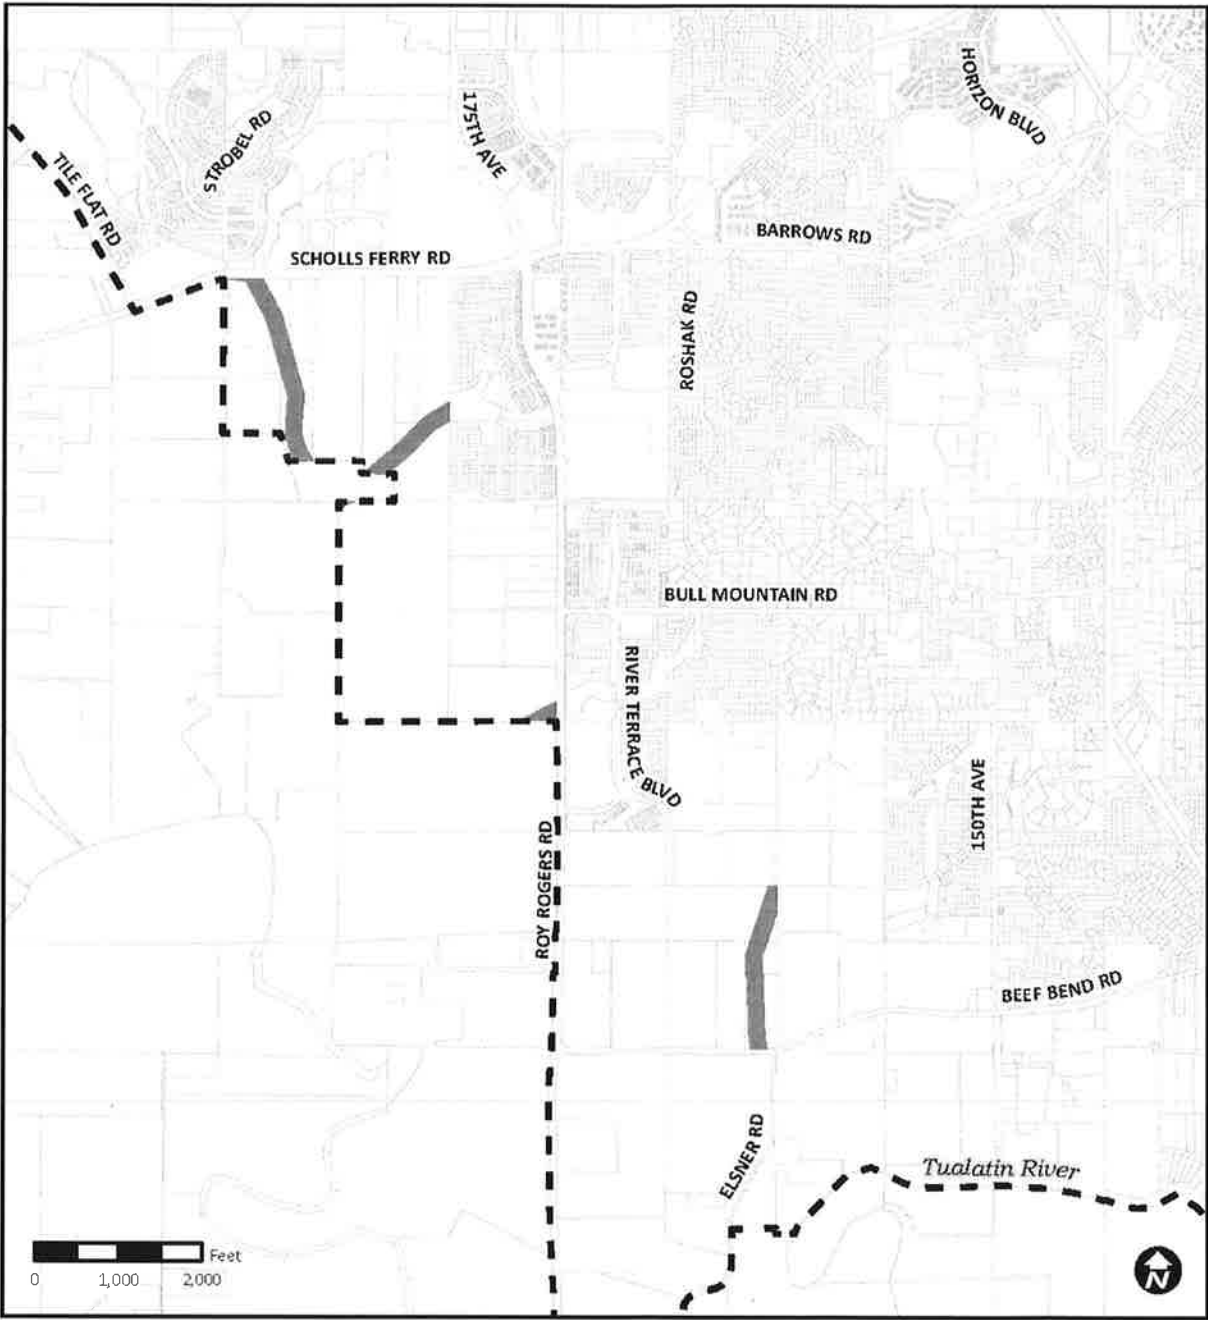 HORIZON BLVD
175TH AVE
STROBEL RD
TILE FLAT RD
BARROWS RD
SCHOLLS FERRY RD
ROSHAK RD
BULL MOUNTAIN RD
RIVER TERRACE BLVD
150TH AVE
ROY ROGERS RD
BEEF BEND RD
ELSNER RD
Tualatin River
Feet
0 1,000 2,000
N